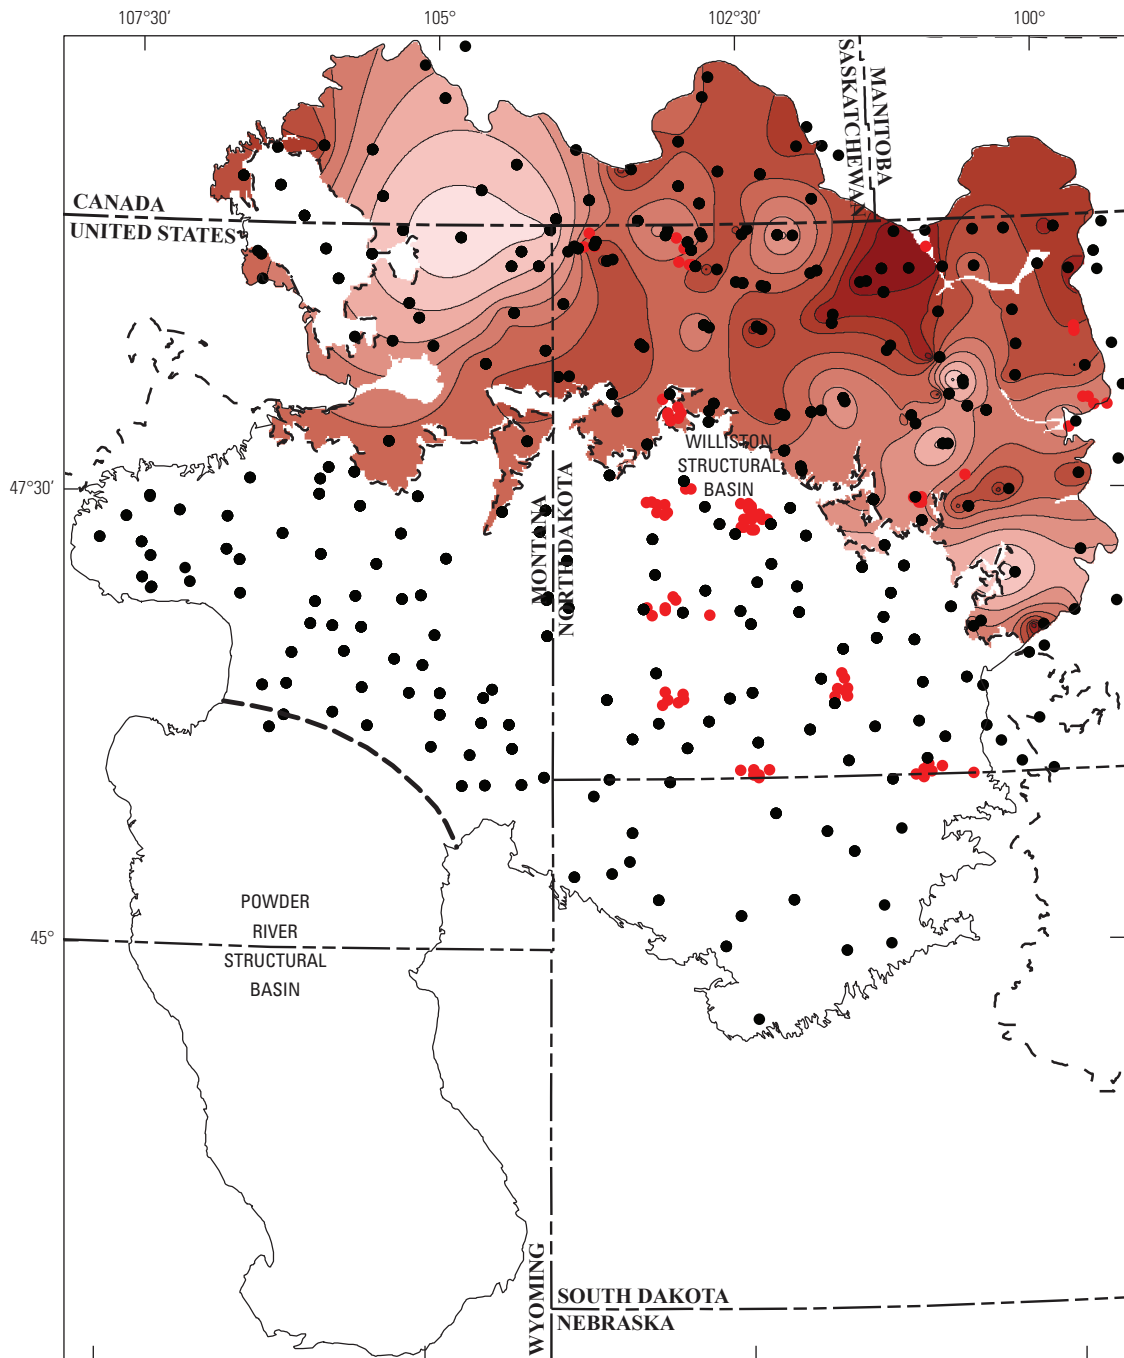 107°30′
105°
102°30′
100°
SASKATCHEWAN
MANITOBA
CANADA
UNITED STATES
WILLISTON
STRUCTURAL
BASIN
47°30′
MONTANA
NORTH DAKOTA
POWDER
RIVER
STRUCTURAL
BASIN
45°
WYOMING
SOUTH DAKOTA
NEBRASKA